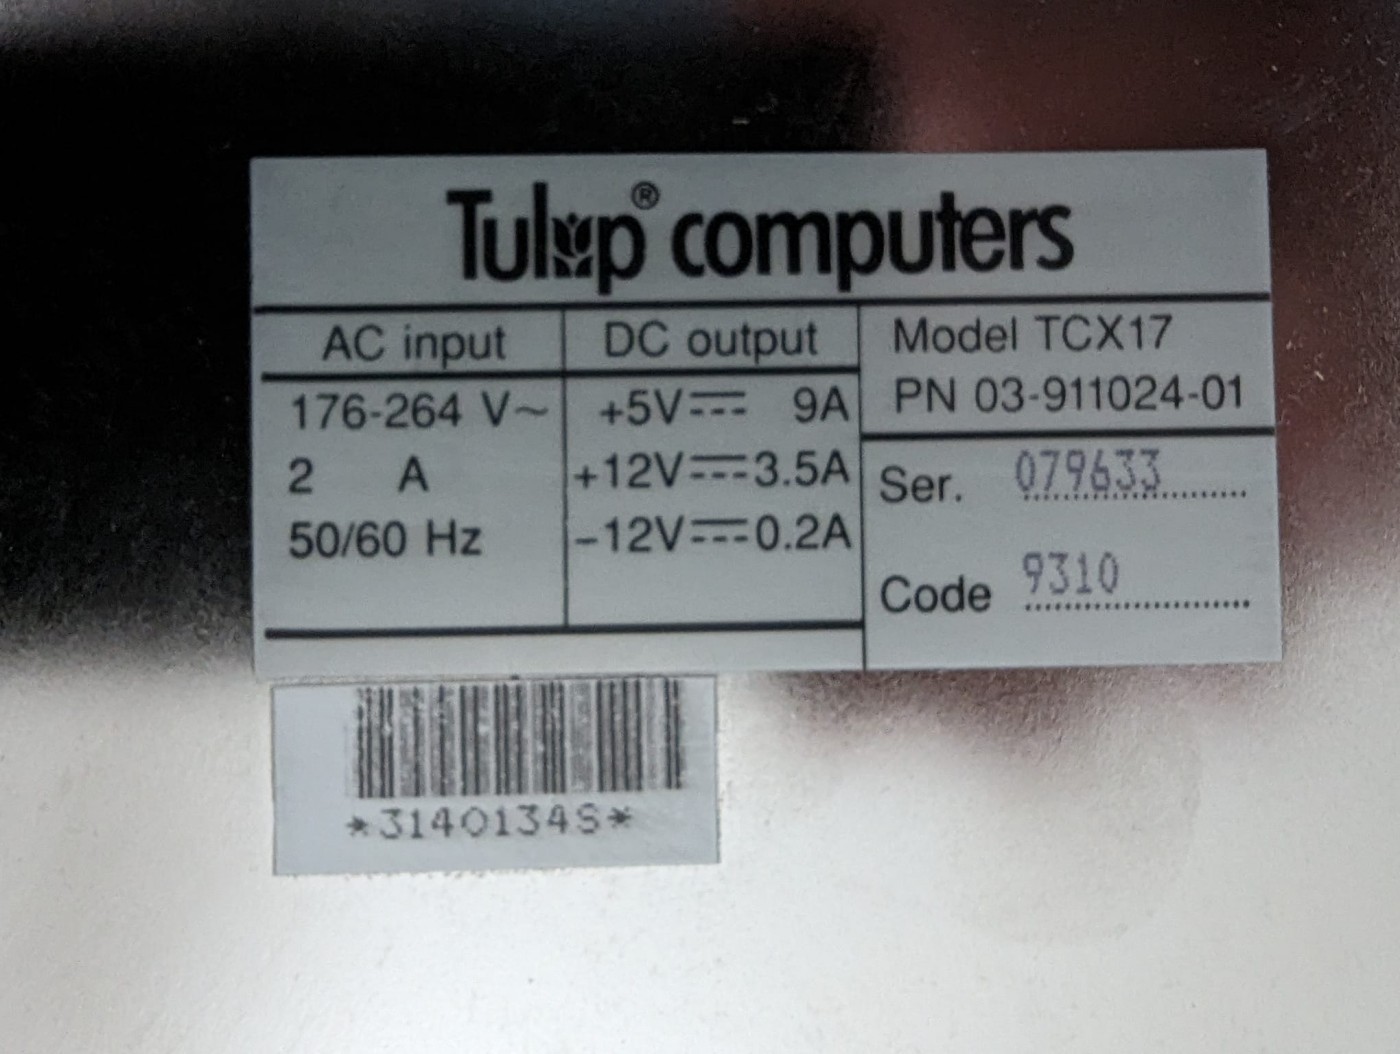 Tulip® computers
AC input
176-264 V~
2 A
50/60 Hz
DC output
+5V⎓ 9A
+12V⎓3.5A
-12V⎓0.2A
Model TCX17
PN 03-911024-01
Ser. 079633
Code 9310
*3140134S*